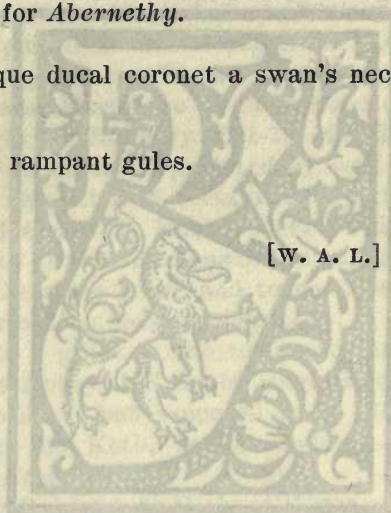 for Abernethy.
que ducal coronet a swan's nec
rampant gules.
[W. A. L.]